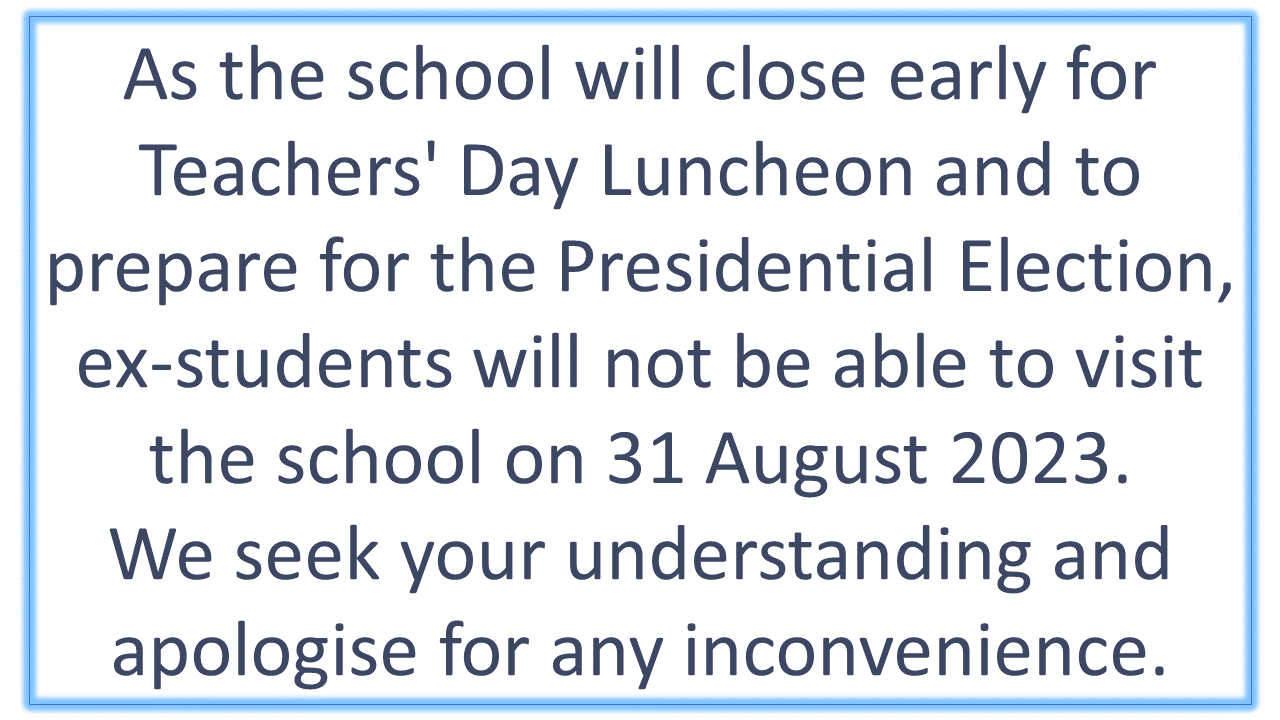 As the school will close early for
Teachers' Day Luncheon and to
prepare for the Presidential Election,
ex-students will not be able to visit
the school on 31 August 2023.
We seek your understanding and
apologise for any inconvenience.